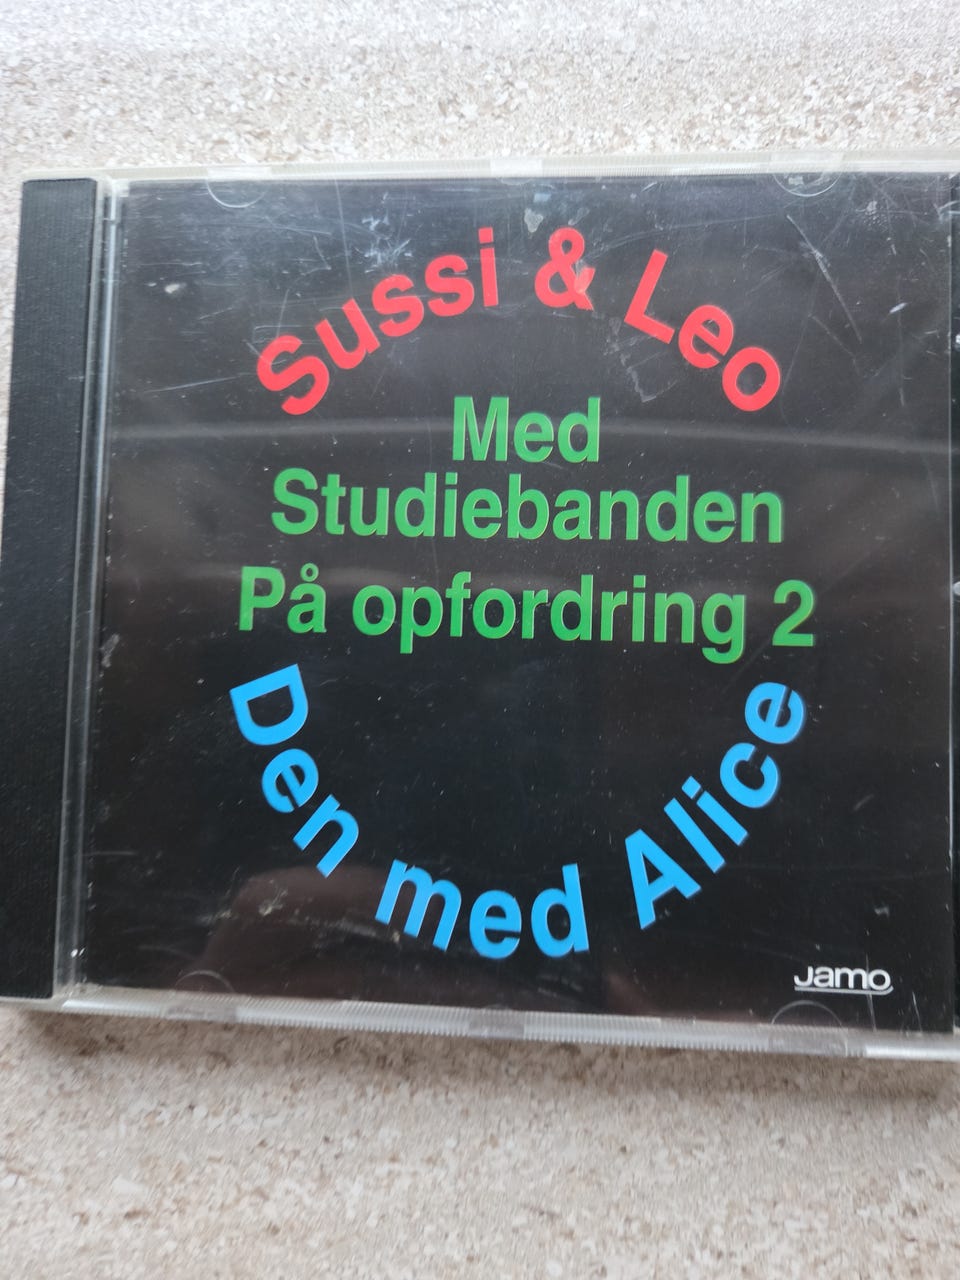 Sussi & Leo
Med
Studiebanden
På opfordring 2
Den med Alice
Jamo